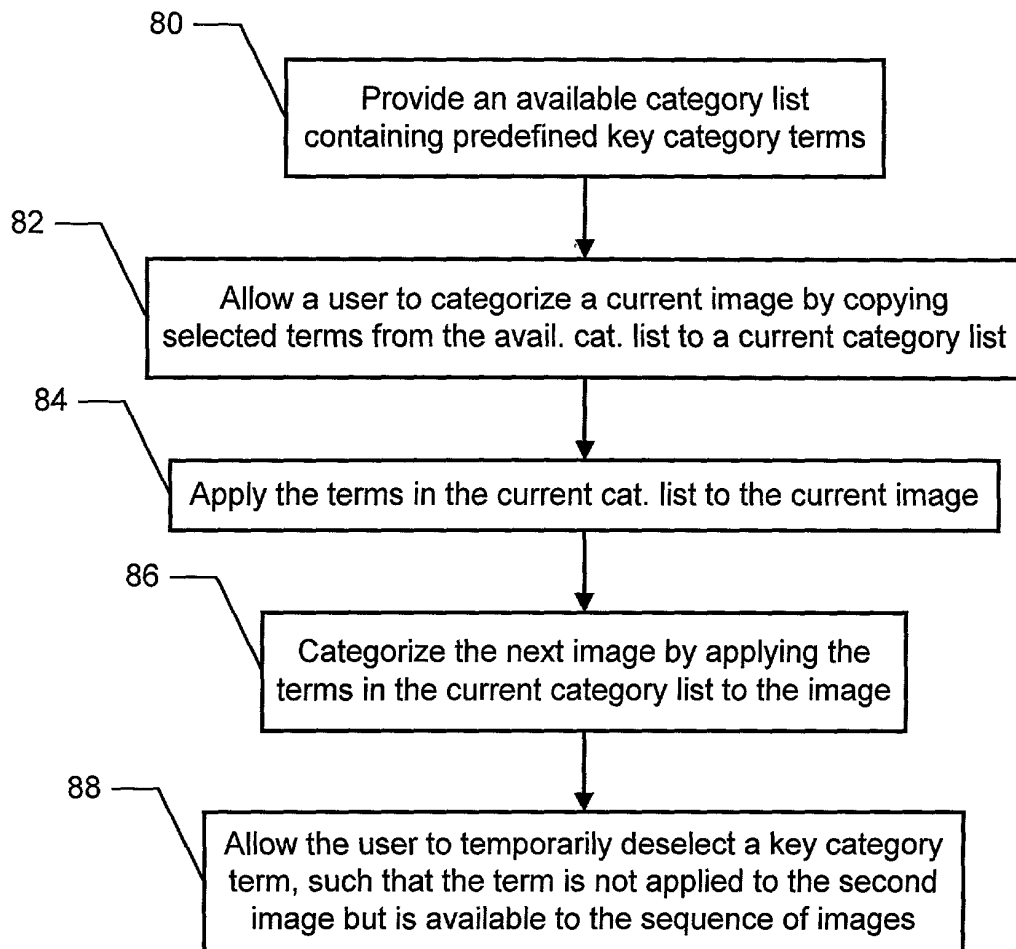 80
Provide an available category list
containing predefined key category terms
82
Allow a user to categorize a current image by copying
selected terms from the avail. cat. list to a current category list
84
Apply the terms in the current cat. list to the current image
86
Categorize the next image by applying the
terms in the current category list to the image
88
Allow the user to temporarily deselect a key category
term, such that the term is not applied to the second
image but is available to the sequence of images